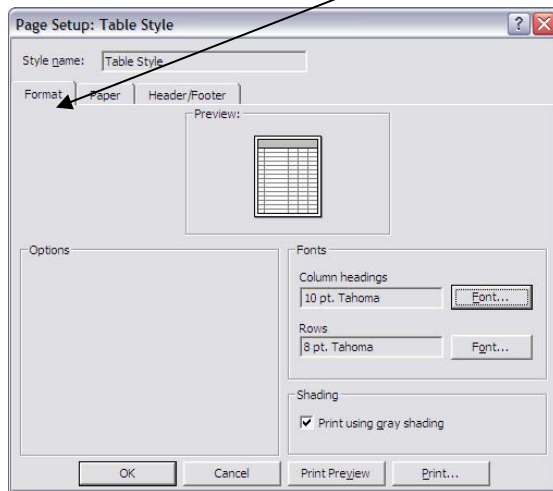 Page Setup: Table Style
Style name: Table Style
Format Paper Header/Footer
Preview:
Options
Fonts
Column headings
10 pt. Tahoma Font...
Rows
8 pt. Tahoma Font...
Shading
Print using gray shading
OK Cancel Print Preview Print...